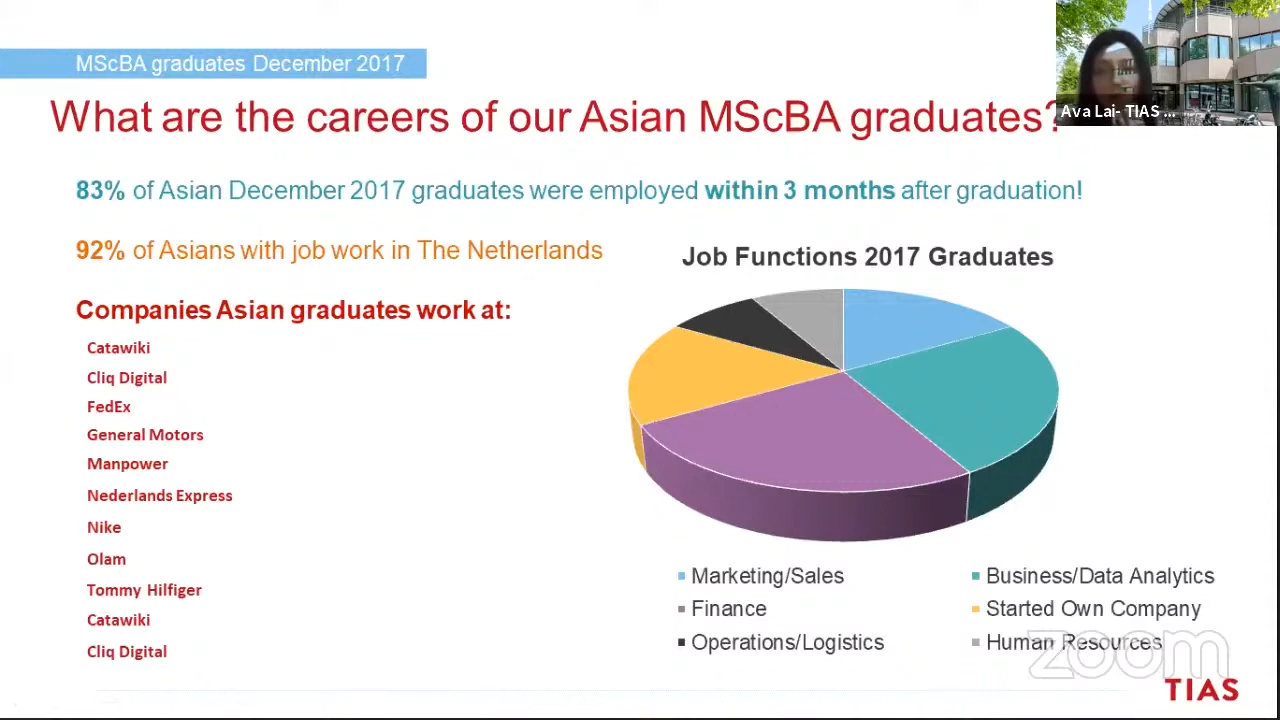 MScBA graduates December 2017
What are the careers of our Asian MScBA graduates?
Ava Lai- TIAS ...
83% of Asian December 2017 graduates were employed within 3 months after graduation!
92% of Asians with job work in The Netherlands
Companies Asian graduates work at:
Catawiki
Cliq Digital
FedEx
General Motors
Manpower
Nederlands Express
Nike
Olam
Tommy Hilfiger
Catawiki
Cliq Digital
Job Functions 2017 Graduates
Marketing/Sales
Business/Data Analytics
Finance
Started Own Company
Operations/Logistics
Human Resources
zoom
TIAS